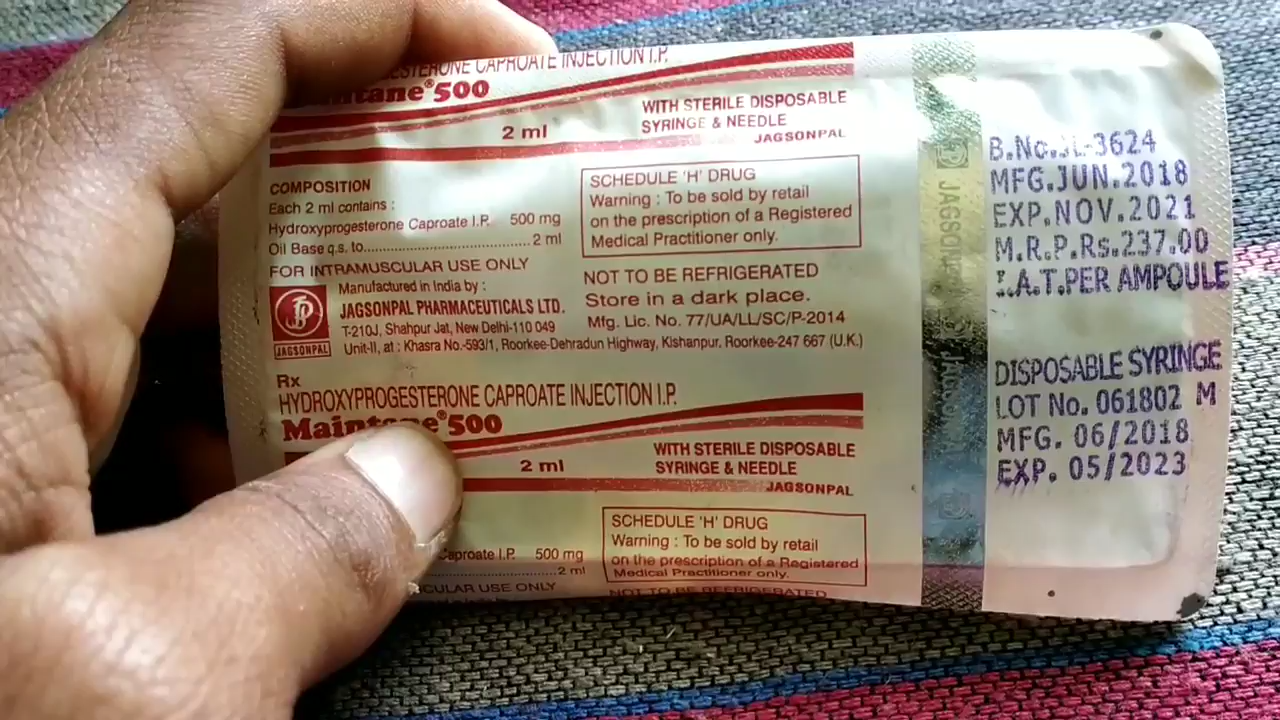 CAPROATE INJECTION I.P.
500
2 ml
WITH STERILE DISPOSABLE
SYRINGE & NEEDLE
JAGSONPAL
COMPOSITION
Each 2 ml contains :
Hydroxyprogesterone Caproate I.P. 500 mg
Oil Base q.s. to.................................. 2 ml
FOR INTRAMUSCULAR USE ONLY
Manufactured in India by :
JAGSONPAL PHARMACEUTICALS LTD.
T-210J, Shahpur Jat, New Delhi-110 049
Unit-II, at : Khasra No.-593/1, Roorkee-Dehradun Highway, Kishanpur, Roorkee-247 667 (U.K.)
JAGSONPAL
SCHEDULE 'H' DRUG
Warning : To be sold by retail
on the prescription of a Registered
Medical Practitioner only.
NOT TO BE REFRIGERATED
Store in a dark place.
Mfg. Lic. No. 77/UA/LL/SC/P-2014
Rx
HYDROXYPROGESTERONE CAPROATE INJECTION I.P.
500
2 ml
WITH STERILE DISPOSABLE
SYRINGE & NEEDLE
JAGSONPAL
Caproate I.P. 500 mg
2 ml
USE ONLY
SCHEDULE 'H' DRUG
Warning : To be sold by retail
on the prescription of a Registered
Medical Practitioner only.
NOT TO BE REFRIGERATED
B.No. -3624
MFG.JUN.2018
EXP.NOV.2021
M.R.P.Rs.237.00
PER AMPOULE
DISPOSABLE SYRINGE
LOT No. 061802 M
MFG. 06/2018
EXP. 05/2023